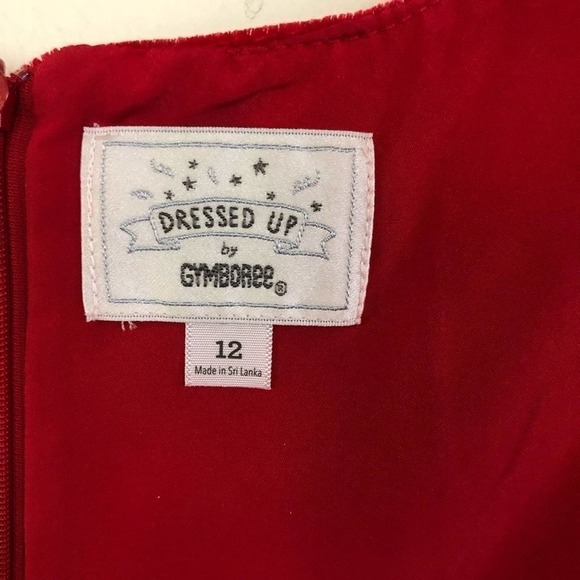 DRESSED UP
by
GYMBOREE®
12
Made in Sri Lanka